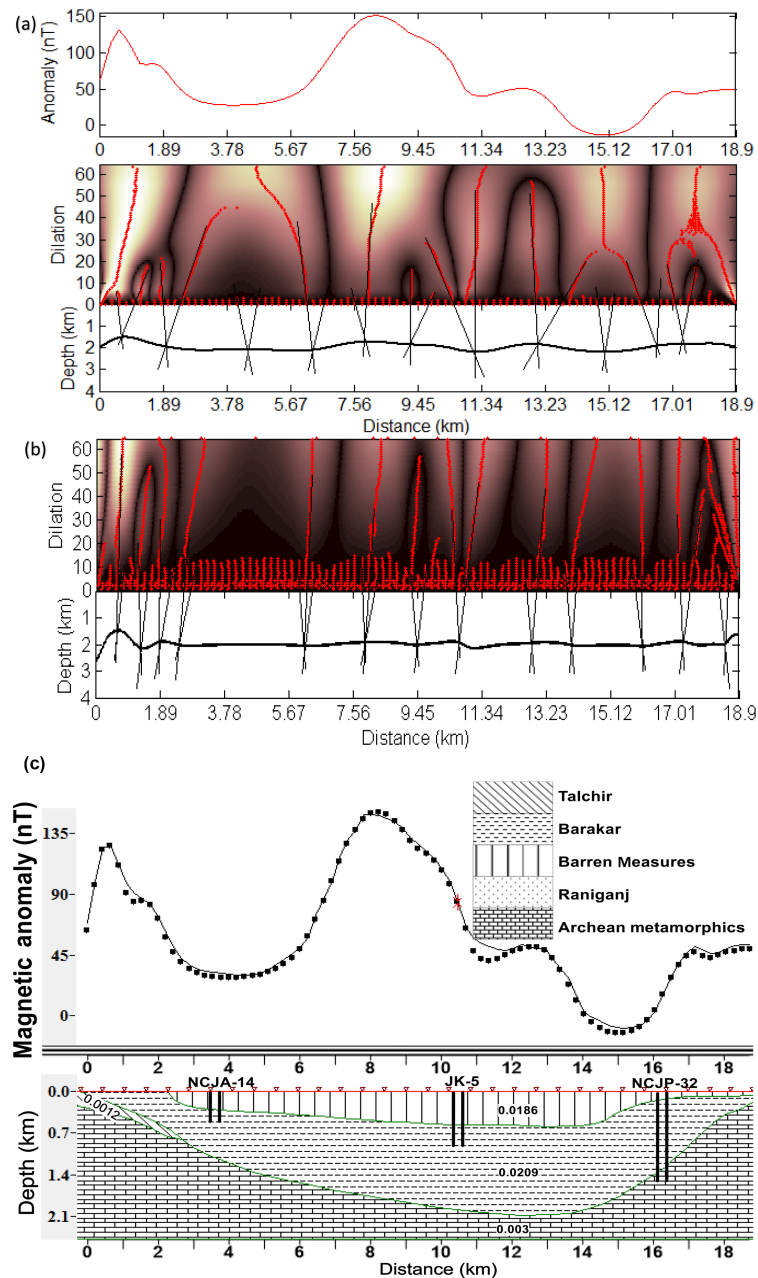 (a)
Anomaly (nT)
150
100
50
0
0 1.89 3.78 5.67 7.56 9.45 11.34 13.23 15.12 17.01 18.9
Dilation
60
50
40
30
20
10
0
Depth (km)
1
2
3
4
0 1.89 3.78 5.67 7.56 9.45 11.34 13.23 15.12 17.01 18.9
Distance (km)
(b)
Dilation
60
50
40
30
20
10
0
Depth (km)
1
2
3
4
0 1.89 3.78 5.67 7.56 9.45 11.34 13.23 15.12 17.01 18.9
Distance (km)
(c)
Magnetic anomaly (nT)
135
90
45
0
Talchir
Barakar
Barren Measures
Raniganj
Archean metamorphics
0 2 4 6 8 10 12 14 16 18
NCJA-14 JK-5 NCJP-32
Depth (km)
0.0
0.7
1.4
2.1
0.0012
0.0186
0.0209
0.003
0 2 4 6 8 10 12 14 16 18
Distance (km)